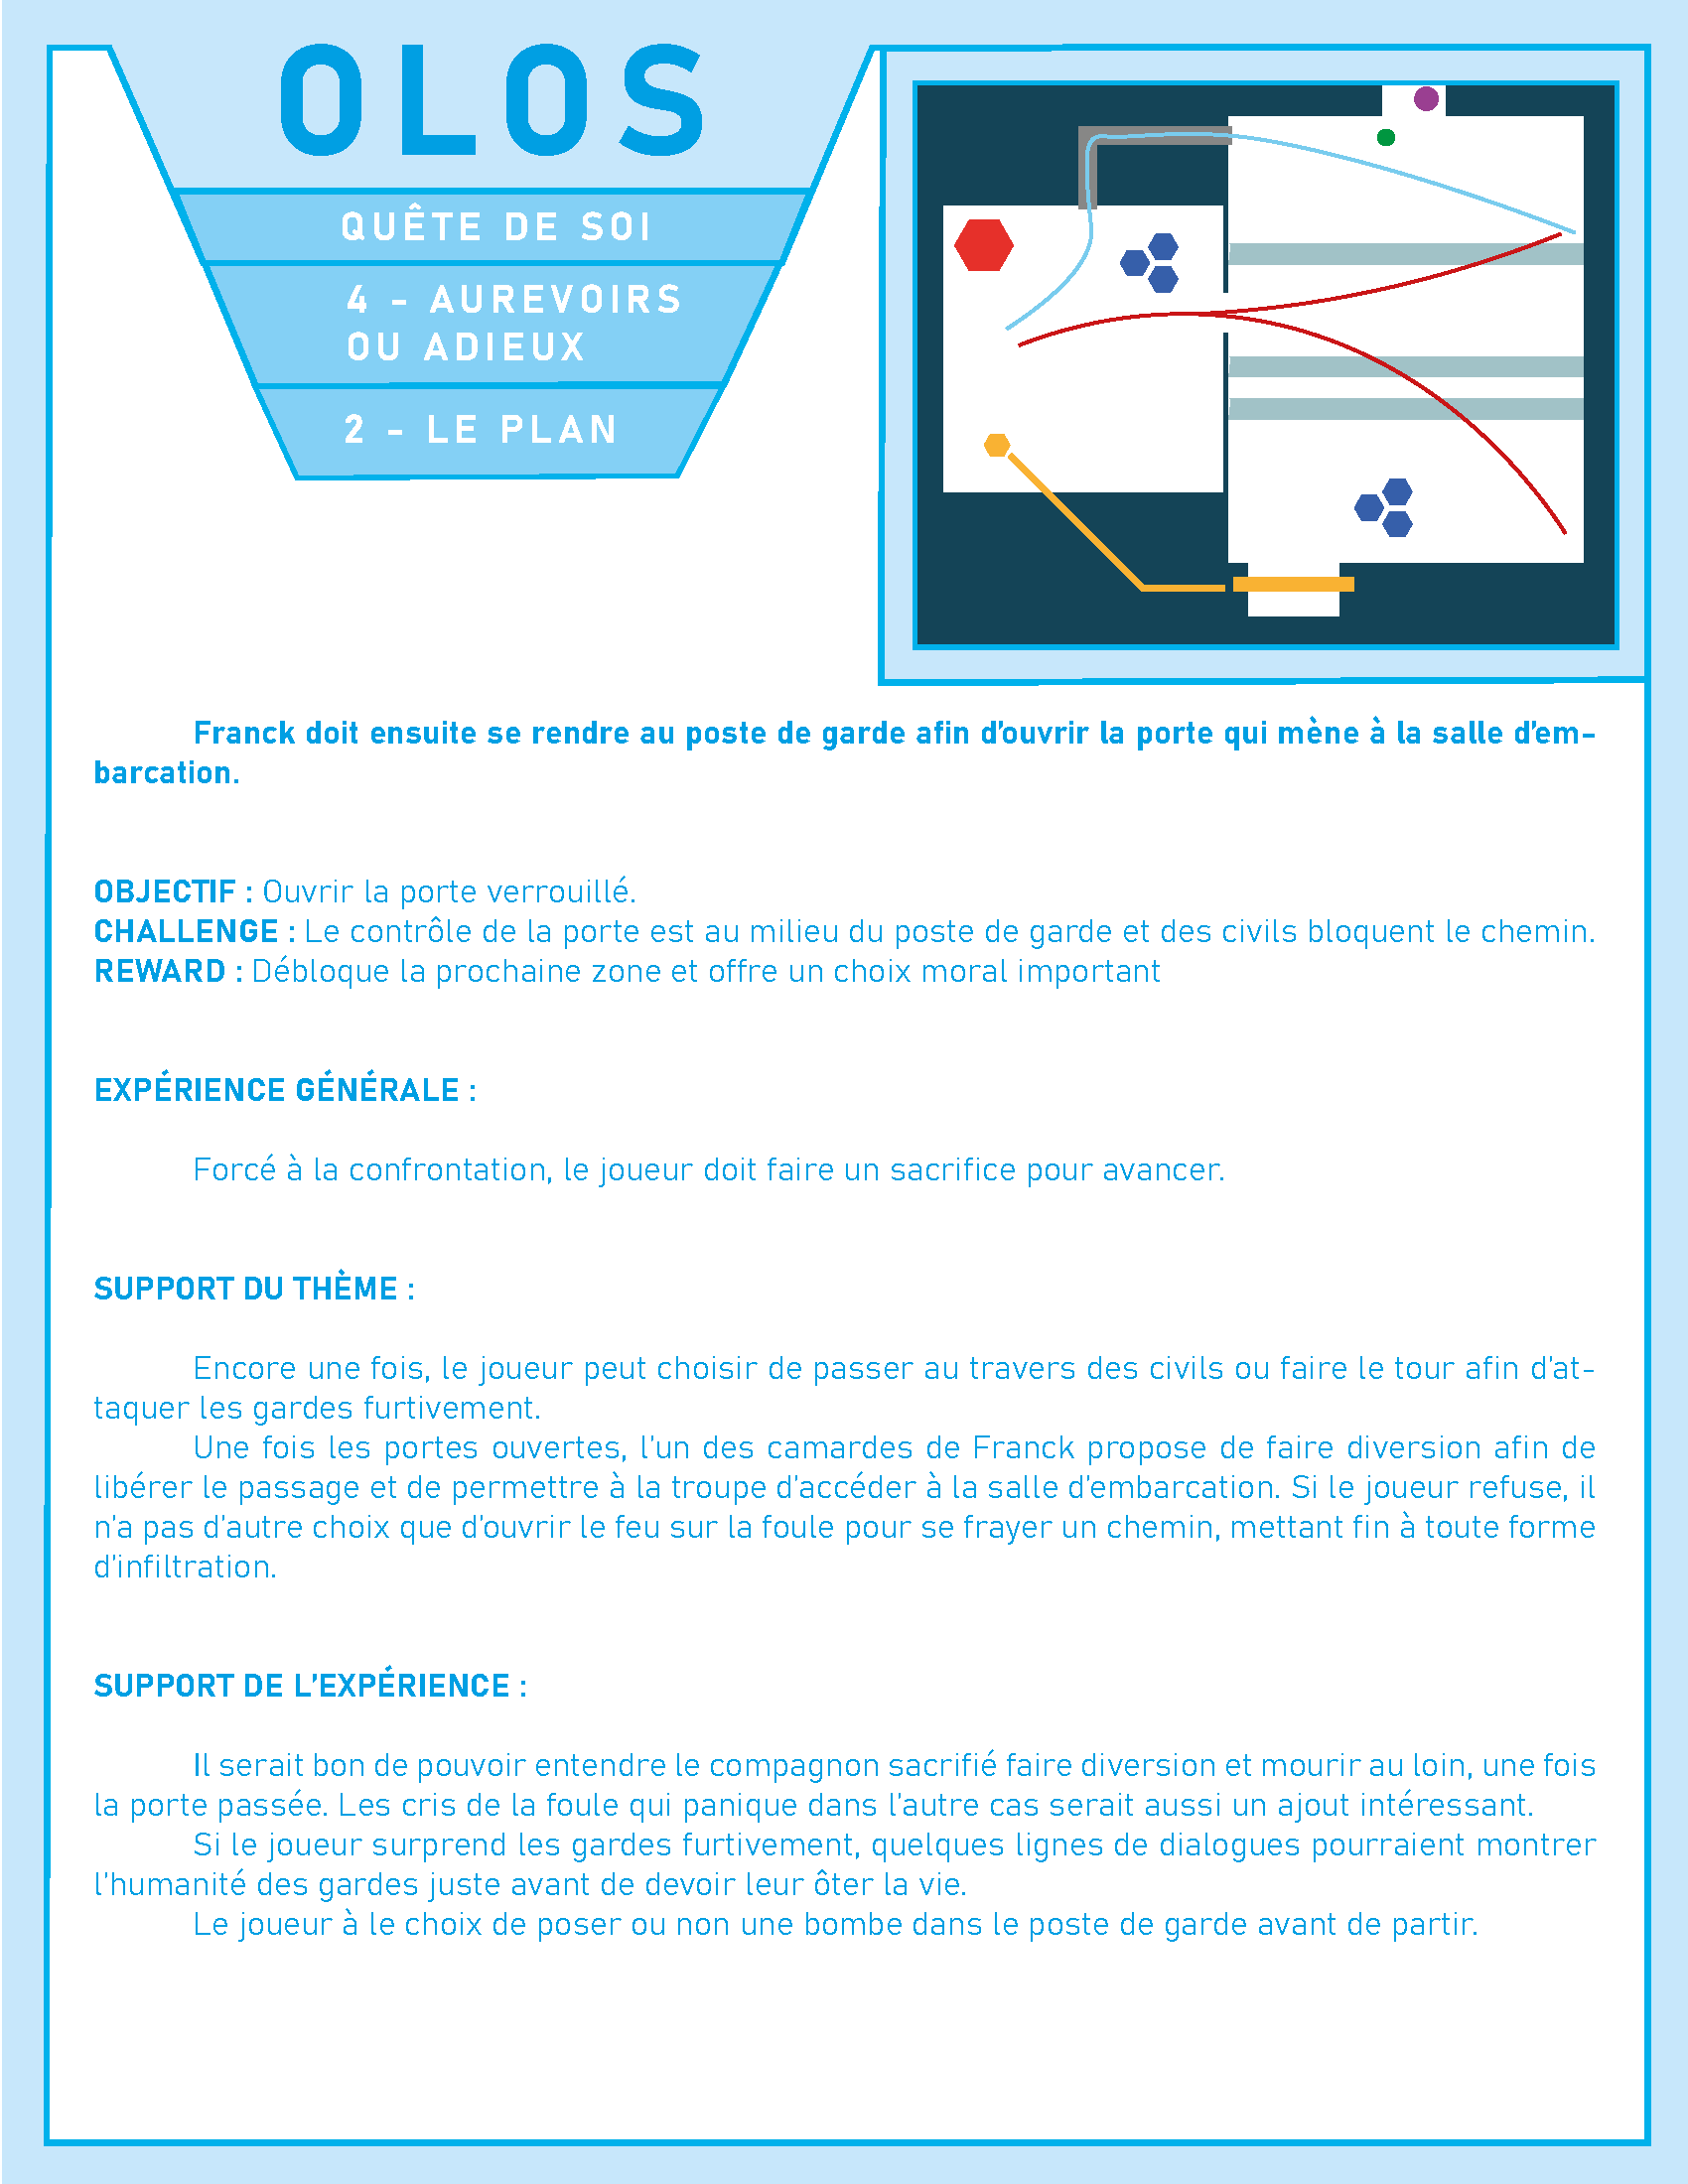 OLOS
QUÊTE DE SOI
4 - AUREVOIRS
OU ADIEUX
2 - LE PLAN
Franck doit ensuite se rendre au poste de garde afin d’ouvrir la porte qui mène à la salle d’em-
barcation.
OBJECTIF : Ouvrir la porte verrouillé.
CHALLENGE : Le contrôle de la porte est au milieu du poste de garde et des civils bloquent le chemin.
REWARD : Débloque la prochaine zone et offre un choix moral important
EXPÉRIENCE GÉNÉRALE :
Forcé à la confrontation, le joueur doit faire un sacrifice pour avancer.
SUPPORT DU THÈME :
Encore une fois, le joueur peut choisir de passer au travers des civils ou faire le tour afin d’at-
taquer les gardes furtivement.
Une fois les portes ouvertes, l’un des camardes de Franck propose de faire diversion afin de
libérer le passage et de permettre à la troupe d’accéder à la salle d’embarcation. Si le joueur refuse, il
n’a pas d’autre choix que d’ouvrir le feu sur la foule pour se frayer un chemin, mettant fin à toute forme
d’infiltration.
SUPPORT DE L’EXPÉRIENCE :
Il serait bon de pouvoir entendre le compagnon sacrifié faire diversion et mourir au loin, une fois
la porte passée. Les cris de la foule qui panique dans l’autre cas serait aussi un ajout intéressant.
Si le joueur surprend les gardes furtivement, quelques lignes de dialogues pourraient montrer
l’humanité des gardes juste avant de devoir leur ôter la vie.
Le joueur à le choix de poser ou non une bombe dans le poste de garde avant de partir.